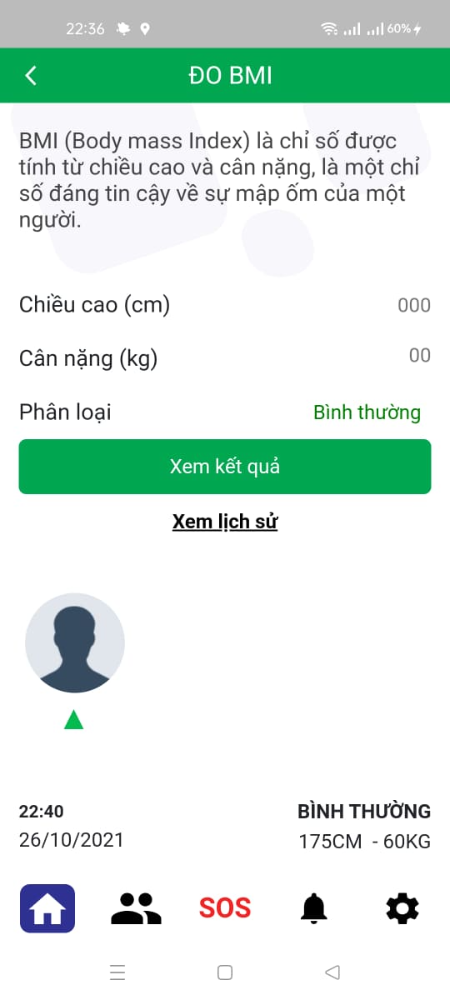 22:36
60%
ĐO BMI
BMI (Body mass Index) là chỉ số được
tính từ chiều cao và cân nặng, là một chỉ
số đáng tin cậy về sự mập ốm của một
người.
Chiều cao (cm) 000
Cân nặng (kg) 00
Phân loại Bình thường
Xem kết quả
Xem lịch sử
22:40 BÌNH THƯỜNG
26/10/2021 175CM - 60KG
SOS